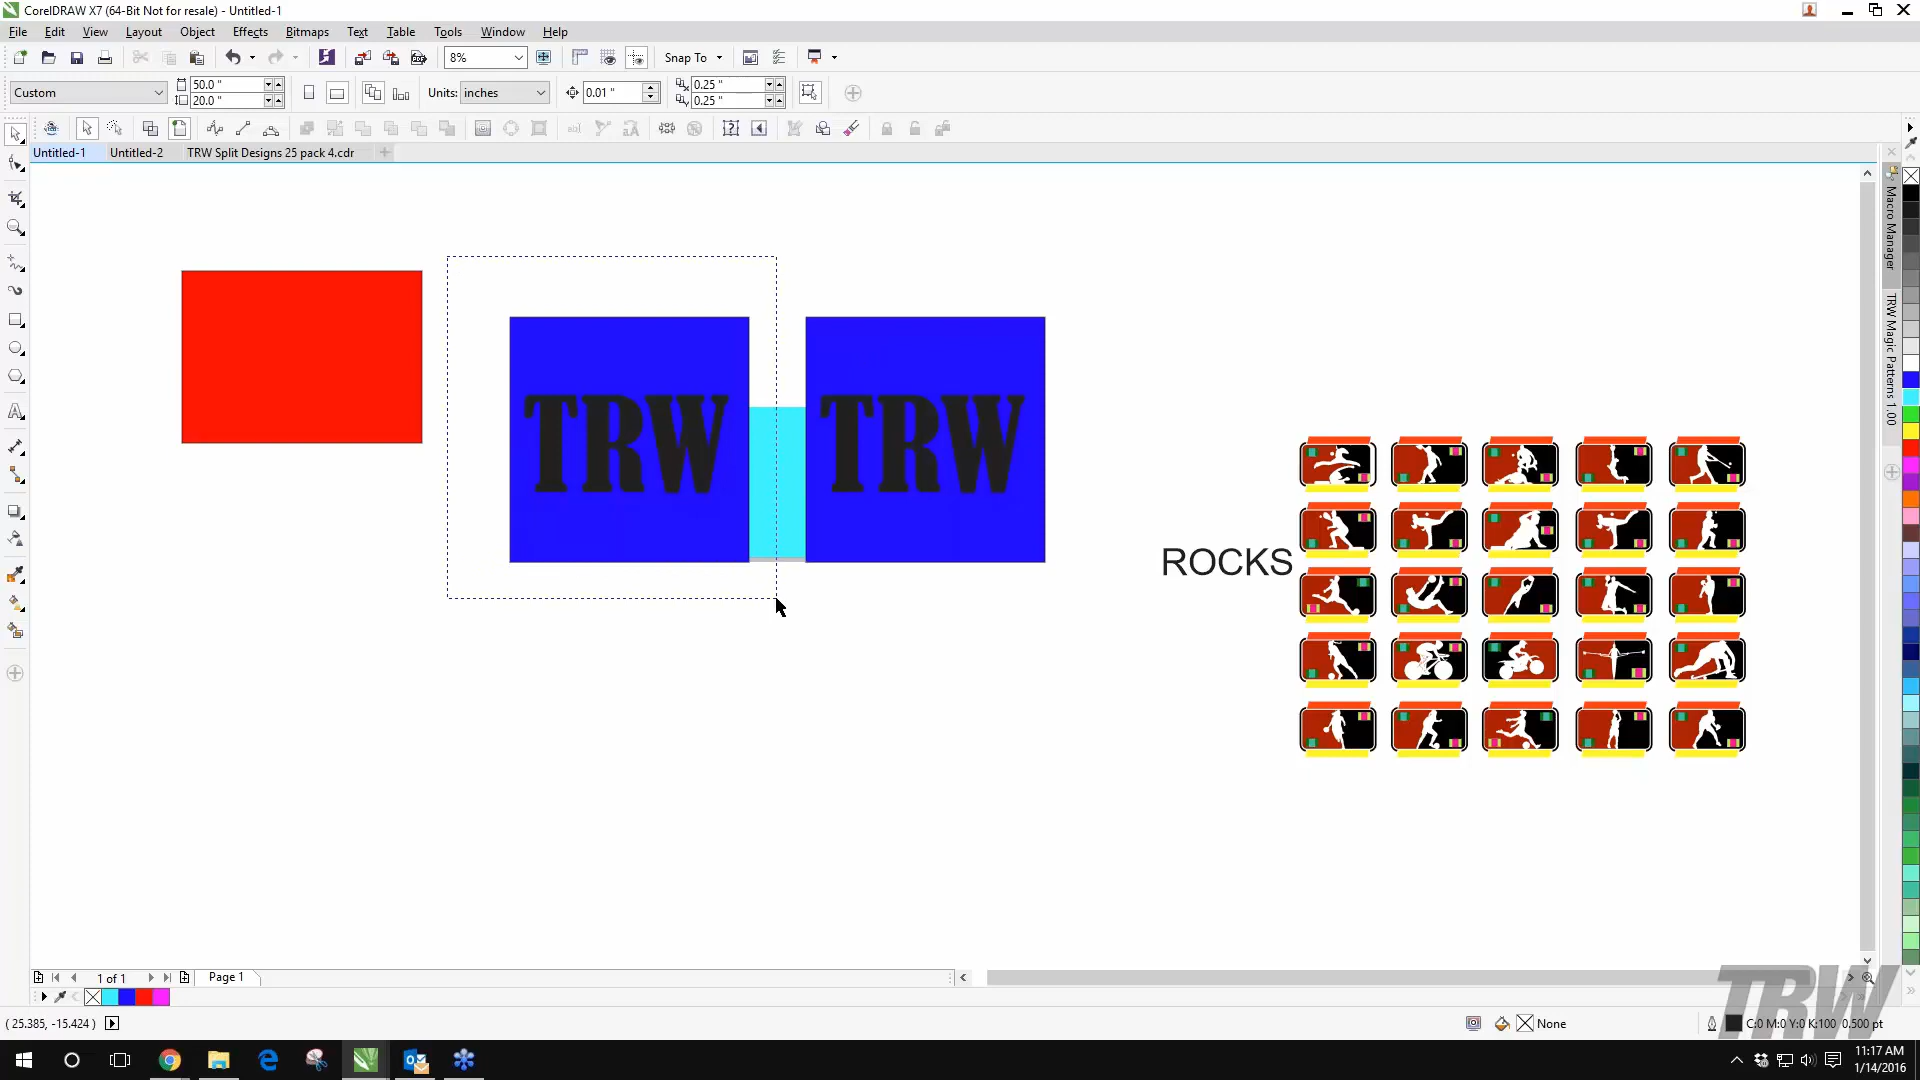 CorelDRAW X7 (64-Bit Not for resale) - Untitled-1
File Edit View Layout Object Effects Bitmaps Text Table Tools Window Help
8% Snap To
Custom 50.0 " 20.0 " Units: inches 0.01 " 0.25 " 0.25 "
Untitled-1 Untitled-2 TRW Split Designs 25 pack 4.cdr
Macro Manager
TRW Magic Patterns 1.00
TRW TRW
ROCKS
1 of 1 Page 1
TRW
( 25.385, -15.424 ) None C:0 M:0 Y:0 K:100 0.500 pt
11:17 AM
1/14/2016